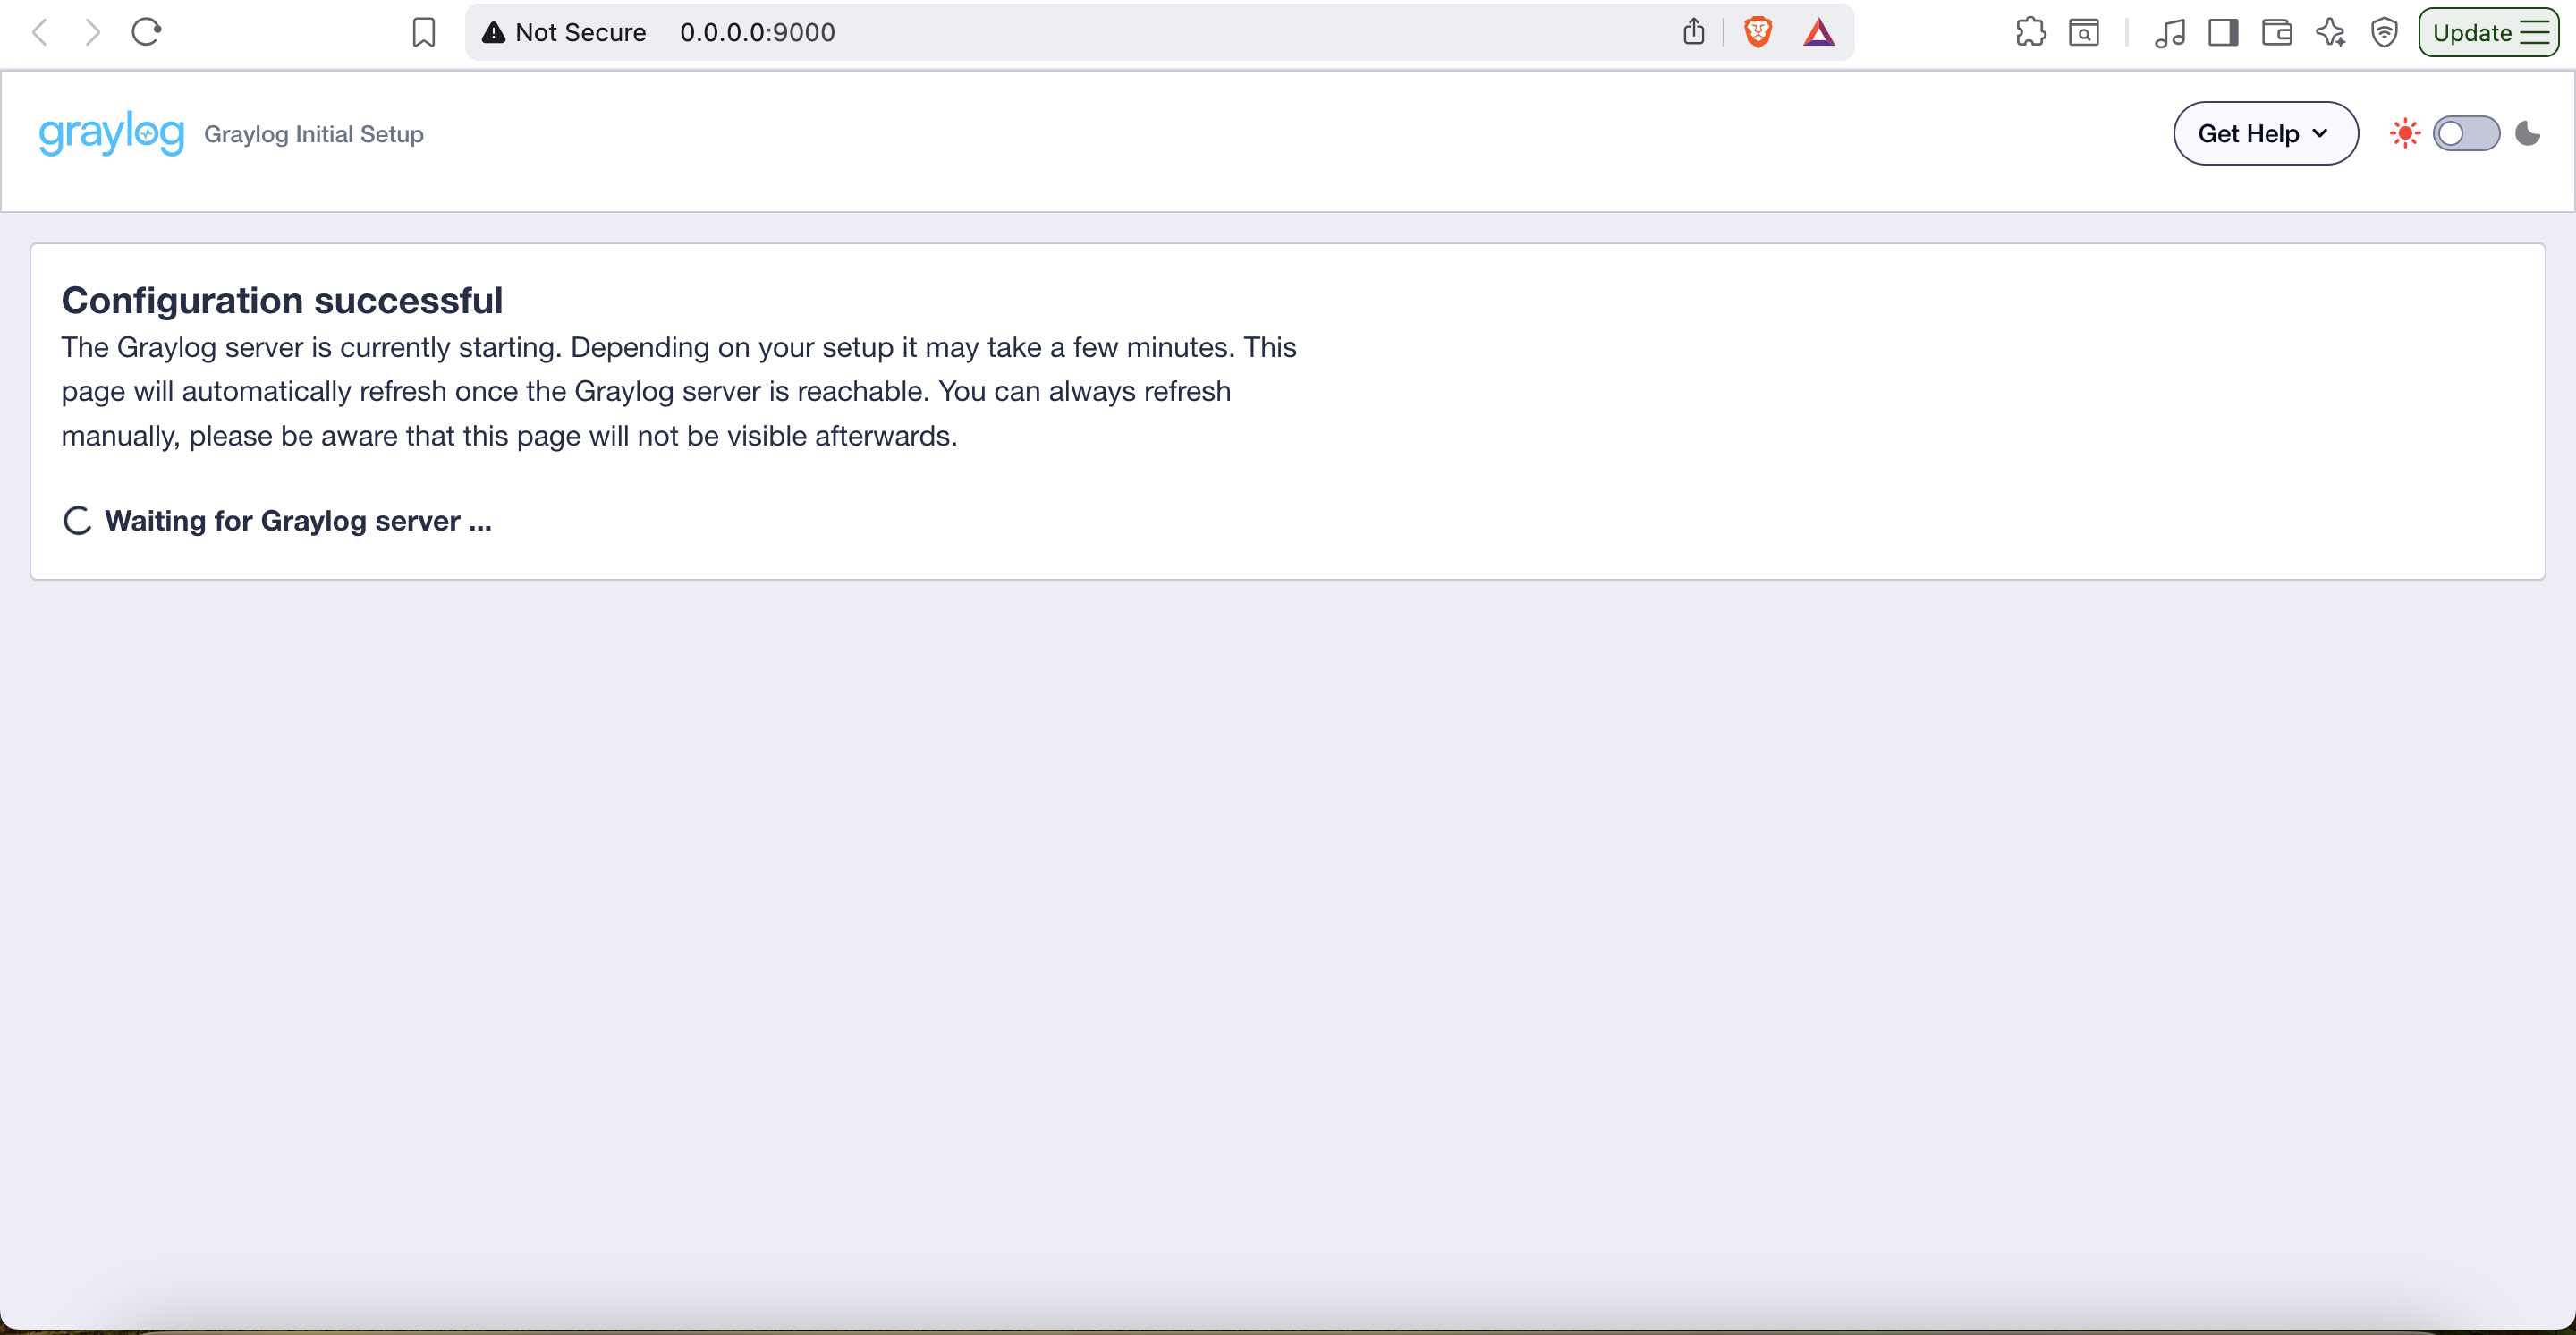 Not Secure 0.0.0.0:9000
Update
graylog Graylog Initial Setup
Get Help
Configuration successful
The Graylog server is currently starting. Depending on your setup it may take a few minutes. This
page will automatically refresh once the Graylog server is reachable. You can always refresh
manually, please be aware that this page will not be visible afterwards.
Waiting for Graylog server ...